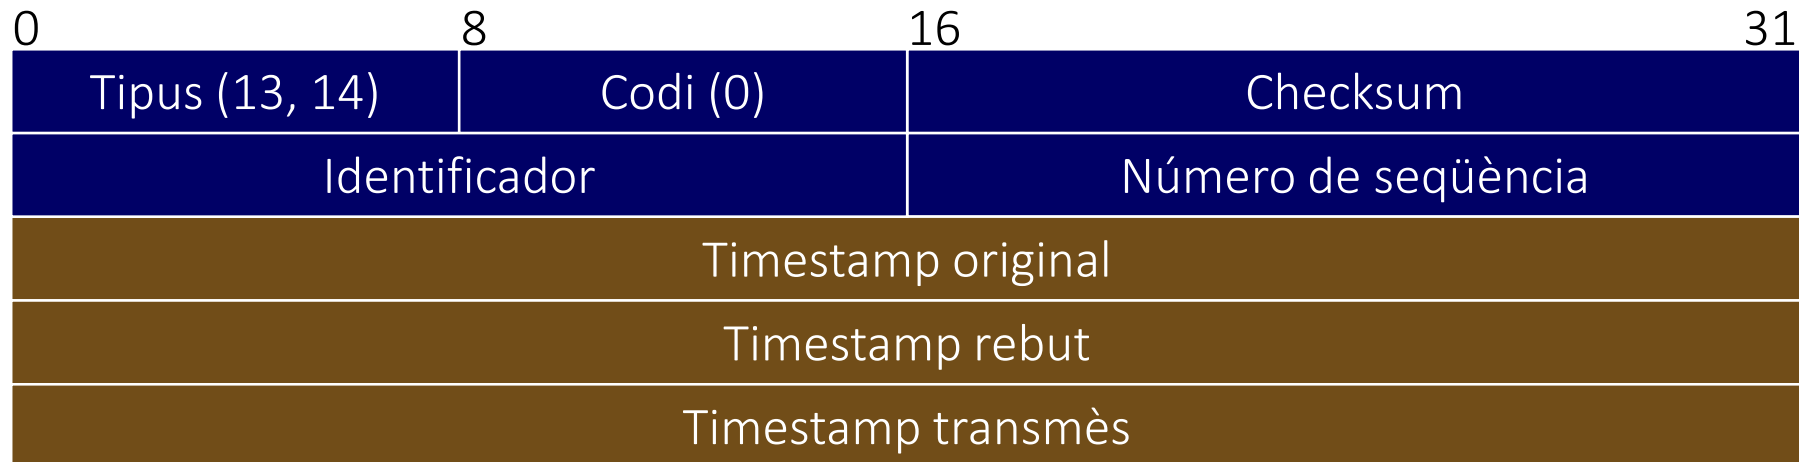 0 8 16 31
Tipus (13, 14) Codi (0) Checksum
Identificador Número de seqüència
Timestamp original
Timestamp rebut
Timestamp transmès